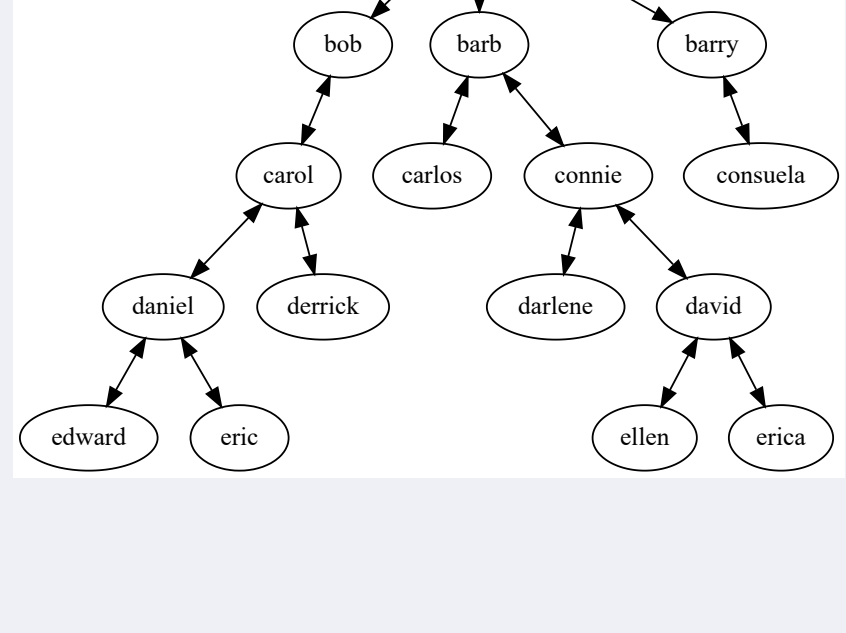 bob barb barry
carol carlos connie consuela
daniel derrick darlene david
edward eric ellen erica